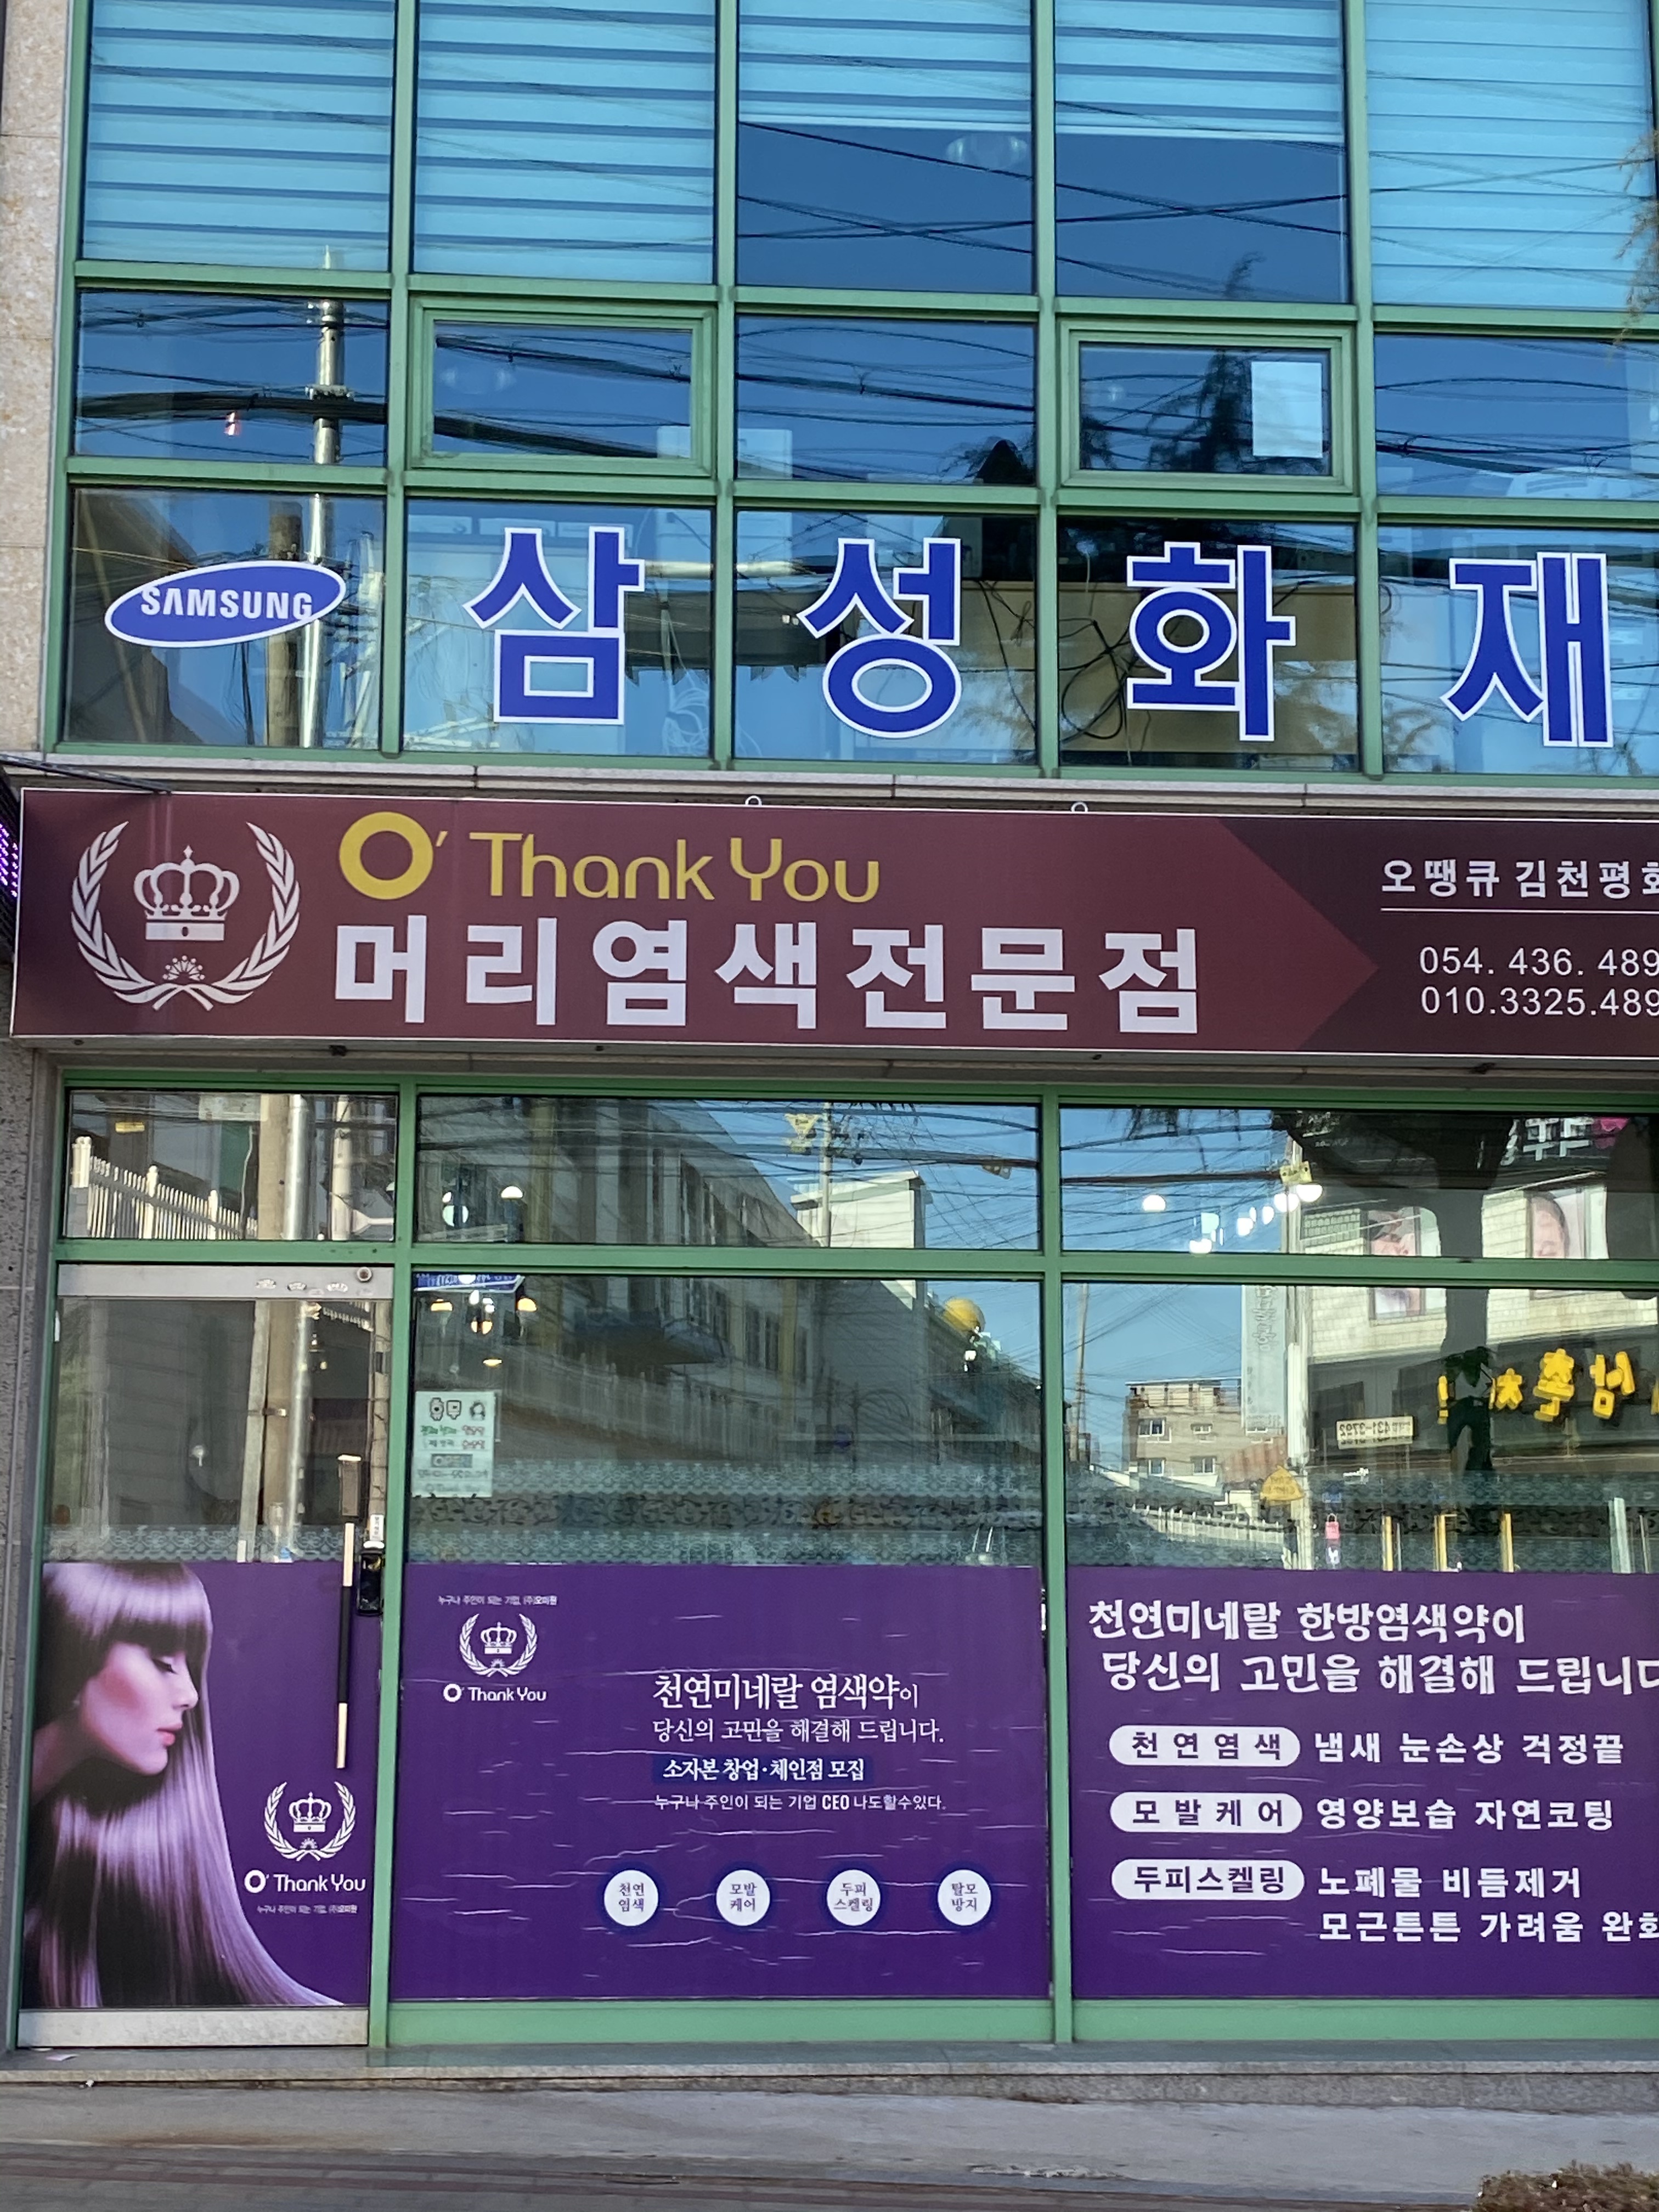 SAMSUNG 삼성화재
O' Thank You
머리염색전문점
오땡큐 김천평화
054. 436. 489
010.3325.489
누구나 주인이 되는 기업, (주)오띠원
O' Thank You
천연미네랄 염색약이
당신의 고민을 해결해 드립니다.
소자본 창업·체인점 모집
누구나 주인이 되는 기업 CEO 나도할수있다.
천연
염색
모발
케어
두피
스켈링
탈모
방지
천연미네랄 한방염색약이
당신의 고민을 해결해 드립니다
천연염색 냄새 눈손상 걱정끝
모발케어 영양보습 자연코팅
두피스켈링 노폐물 비듬제거
모근튼튼 가려움 완화
O' Thank You